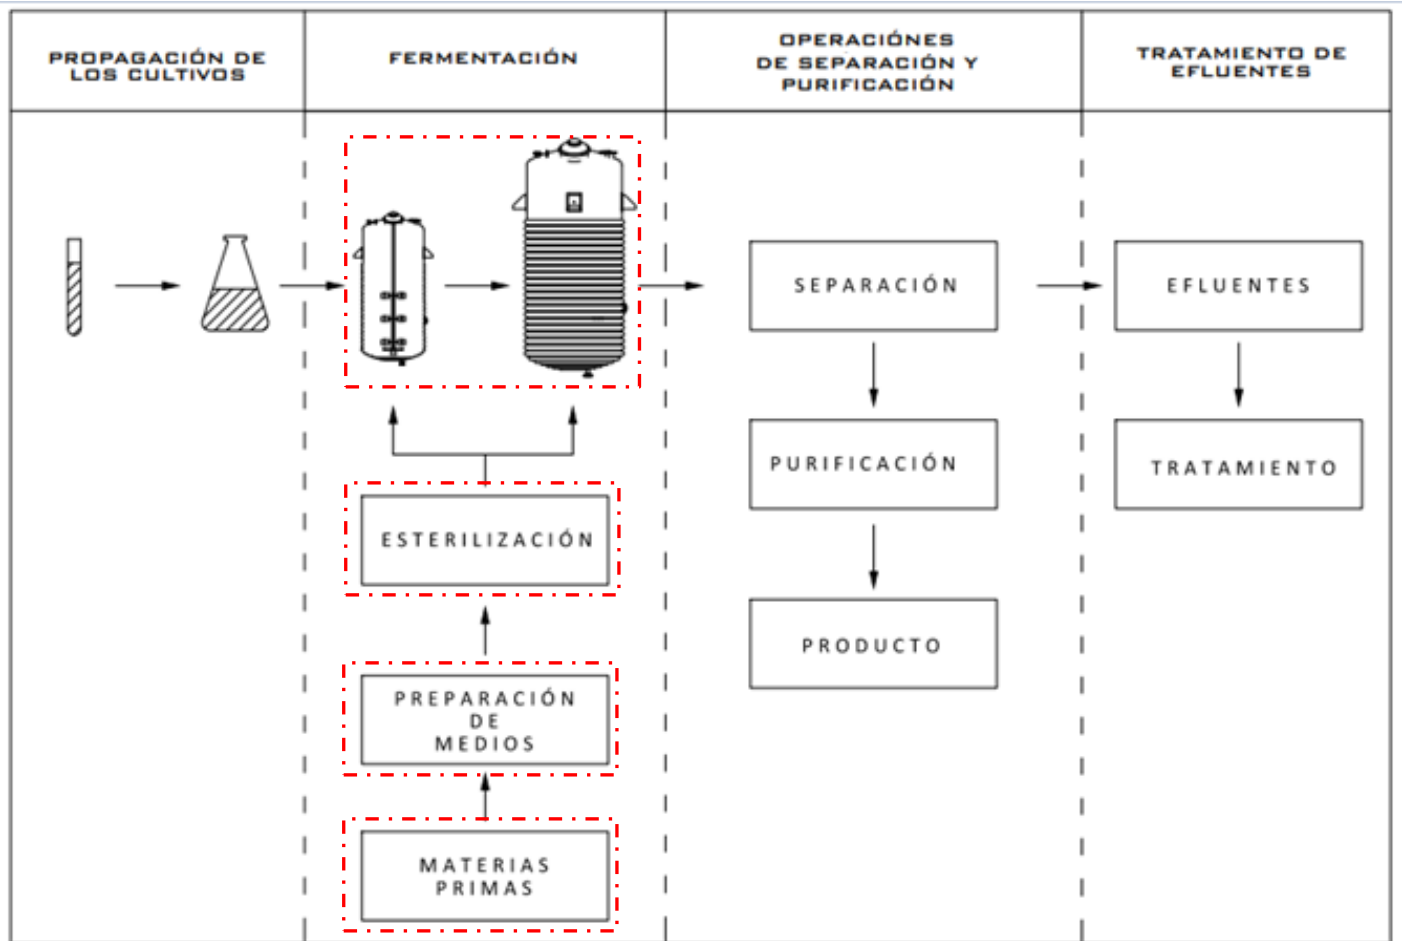 PROPAGACIÓN DE
LOS CULTIVOS
FERMENTACIÓN
OPERACIÓNES
DE SEPARACIÓN Y
PURIFICACIÓN
TRATAMIENTO DE
EFLUENTES
SEPARACIÓN
EFLUENTES
PURIFICACIÓN
TRATAMIENTO
ESTERILIZACIÓN
PRODUCTO
PREPARACIÓN
DE
MEDIOS
MATERIAS
PRIMAS